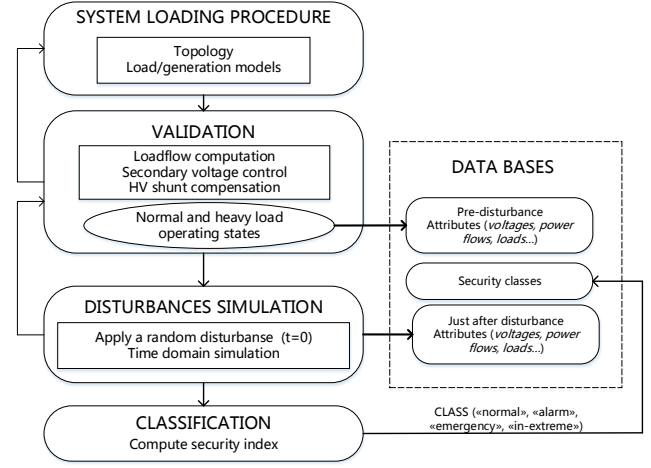 SYSTEM LOADING PROCEDURE
Topology
Load/generation models
VALIDATION
Loadflow computation
Secondary voltage control
HV shunt compensation
Normal and heavy load
operating states
DISTURBANCES SIMULATION
Apply a random disturbanse (t=0)
Time domain simulation
CLASSIFICATION
Compute security index
DATA BASES
Pre-disturbance
Attributes (voltages, power
flows, loads...)
Security classes
Just after disturbance
Attributes (voltages, power
flows, loads...)
CLASS («normal», «alarm»,
«emergency», «in-extreme»)